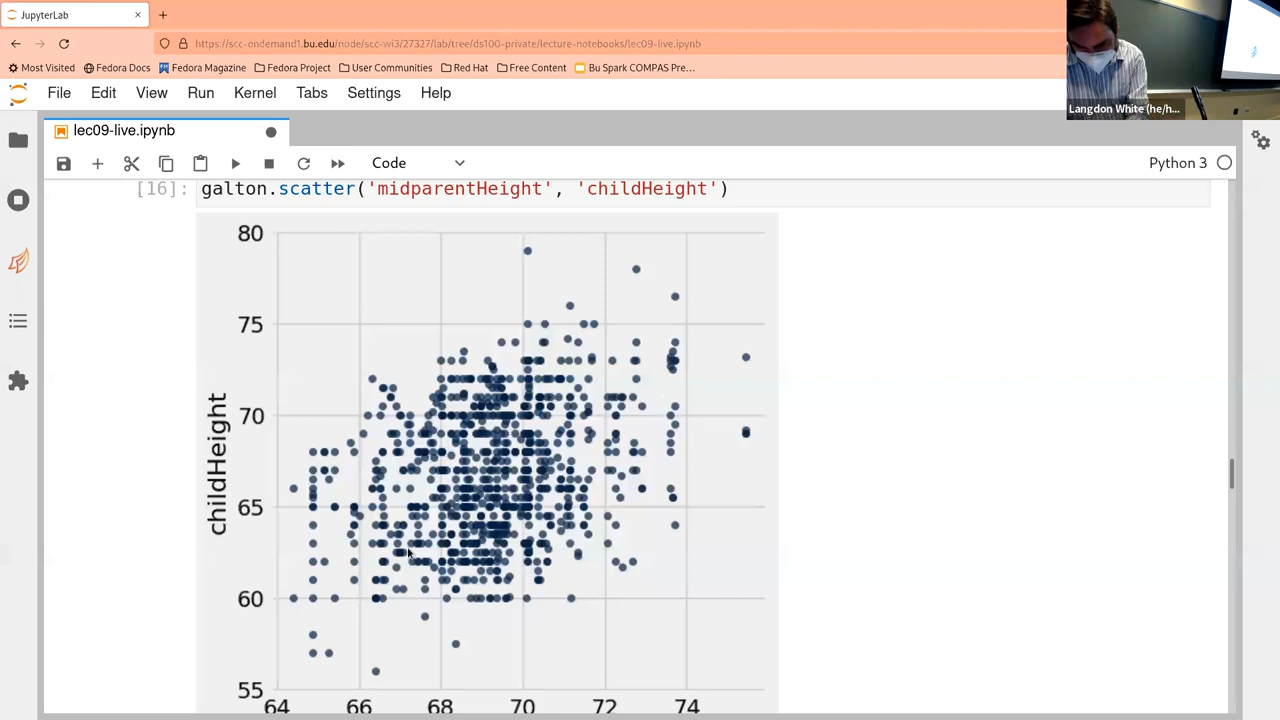 JupyterLab
https://scc-ondemand1.bu.edu/node/scc-wi3/27327/lab/tree/ds100-private/lecture-notebooks/lec09-live.ipynb
Most Visited Fedora Docs Fedora Magazine Fedora Project User Communities Red Hat Free Content Bu Spark COMPAS Pre…
Langdon White (he/h...
File Edit View Run Kernel Tabs Settings Help
lec09-live.ipynb
Code Python 3
[16]: galton.scatter('midparentHeight', 'childHeight')
80
75
70
65
60
55
childHeight
64 66 68 70 72 74